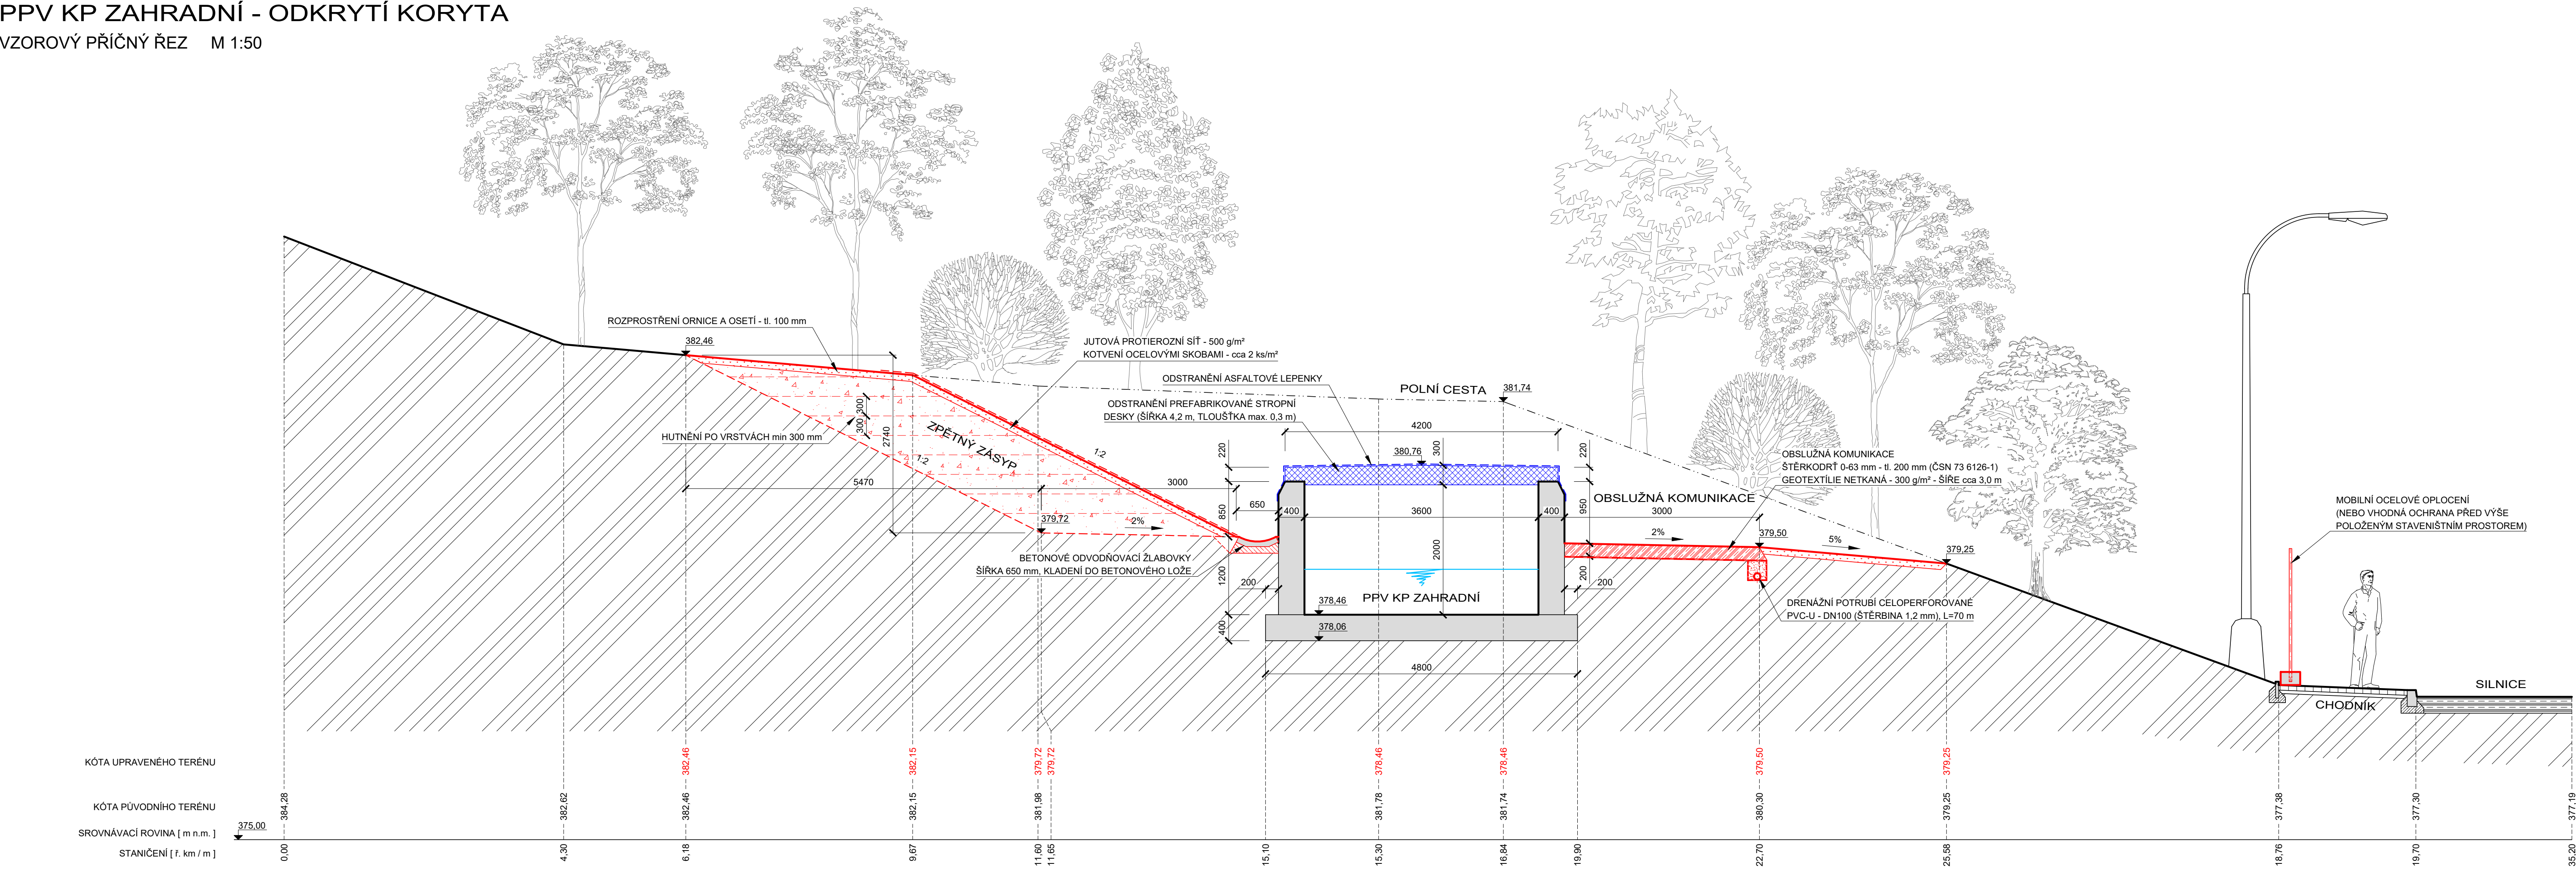 PPV KP ZAHRADNÍ - ODKRYTÍ KORYTA
VZOROVÝ PŘÍČNÝ ŘEZ M 1:50
ROZPROSTŘENÍ ORNICE A OSETÍ - tl. 100 mm
382,46
JUTOVÁ PROTIEROZNÍ SÍŤ - 500 g/m²
KOTVENÍ OCELOVÝMI SKOBAMI - cca 2 ks/m²
ODSTRANĚNÍ ASFALTOVÉ LEPENKY
ODSTRANĚNÍ PREFABRIKOVANÉ STROPNÍ
DESKY (ŠÍŘKA 4,2 m, TLOUŠŤKA max. 0,3 m)
POLNÍ CESTA
381,74
HUTNĚNÍ PO VRSTVÁCH min 300 mm
300
300
2740
ZPĚTNÝ ZÁSYP
1:2
1:2
5470
3000
379,72
2%
BETONOVÉ ODVODŇOVACÍ ŽLABOVKY
ŠÍŘKA 650 mm, KLADENÍ DO BETONOVÉHO LOŽE
4200
220
380,76
300
220
650
850
400
3600
400
950
2000
1200
200
200
200
400
PPV KP ZAHRADNÍ
378,46
378,06
4800
OBSLUŽNÁ KOMUNIKACE
ŠTĚRKODRŤ 0-63 mm - tl. 200 mm (ČSN 73 6126-1)
GEOTEXTÍLIE NETKANÁ - 300 g/m² - ŠÍŘE cca 3,0 m
OBSLUŽNÁ KOMUNIKACE
3000
2%
379,50
5%
379,25
DRENÁŽNÍ POTRUBÍ CELOPERFOROVANÉ
PVC-U - DN100 (ŠTĚRBINA 1,2 mm), L=70 m
MOBILNÍ OCELOVÉ OPLOCENÍ
(NEBO VHODNÁ OCHRANA PŘED VÝŠE
POLOŽENÝM STAVENIŠTNÍM PROSTOREM)
SILNICE
CHODNÍK
KÓTA UPRAVENÉHO TERÉNU
382,46 382,15 379,72 379,72 378,46 378,46 379,50 379,25
KÓTA PŮVODNÍHO TERÉNU
384,28 382,62 382,46 382,15 381,98 381,78 381,74 380,30 379,25 377,38 377,30 377,19
SROVNÁVACÍ ROVINA [ m n.m. ] 375,00
STANIČENÍ [ ř. km / m ]
0,00 4,30 6,18 9,67 11,60 11,65 15,10 15,30 16,84 19,90 22,70 25,58 18,76 19,70 35,20